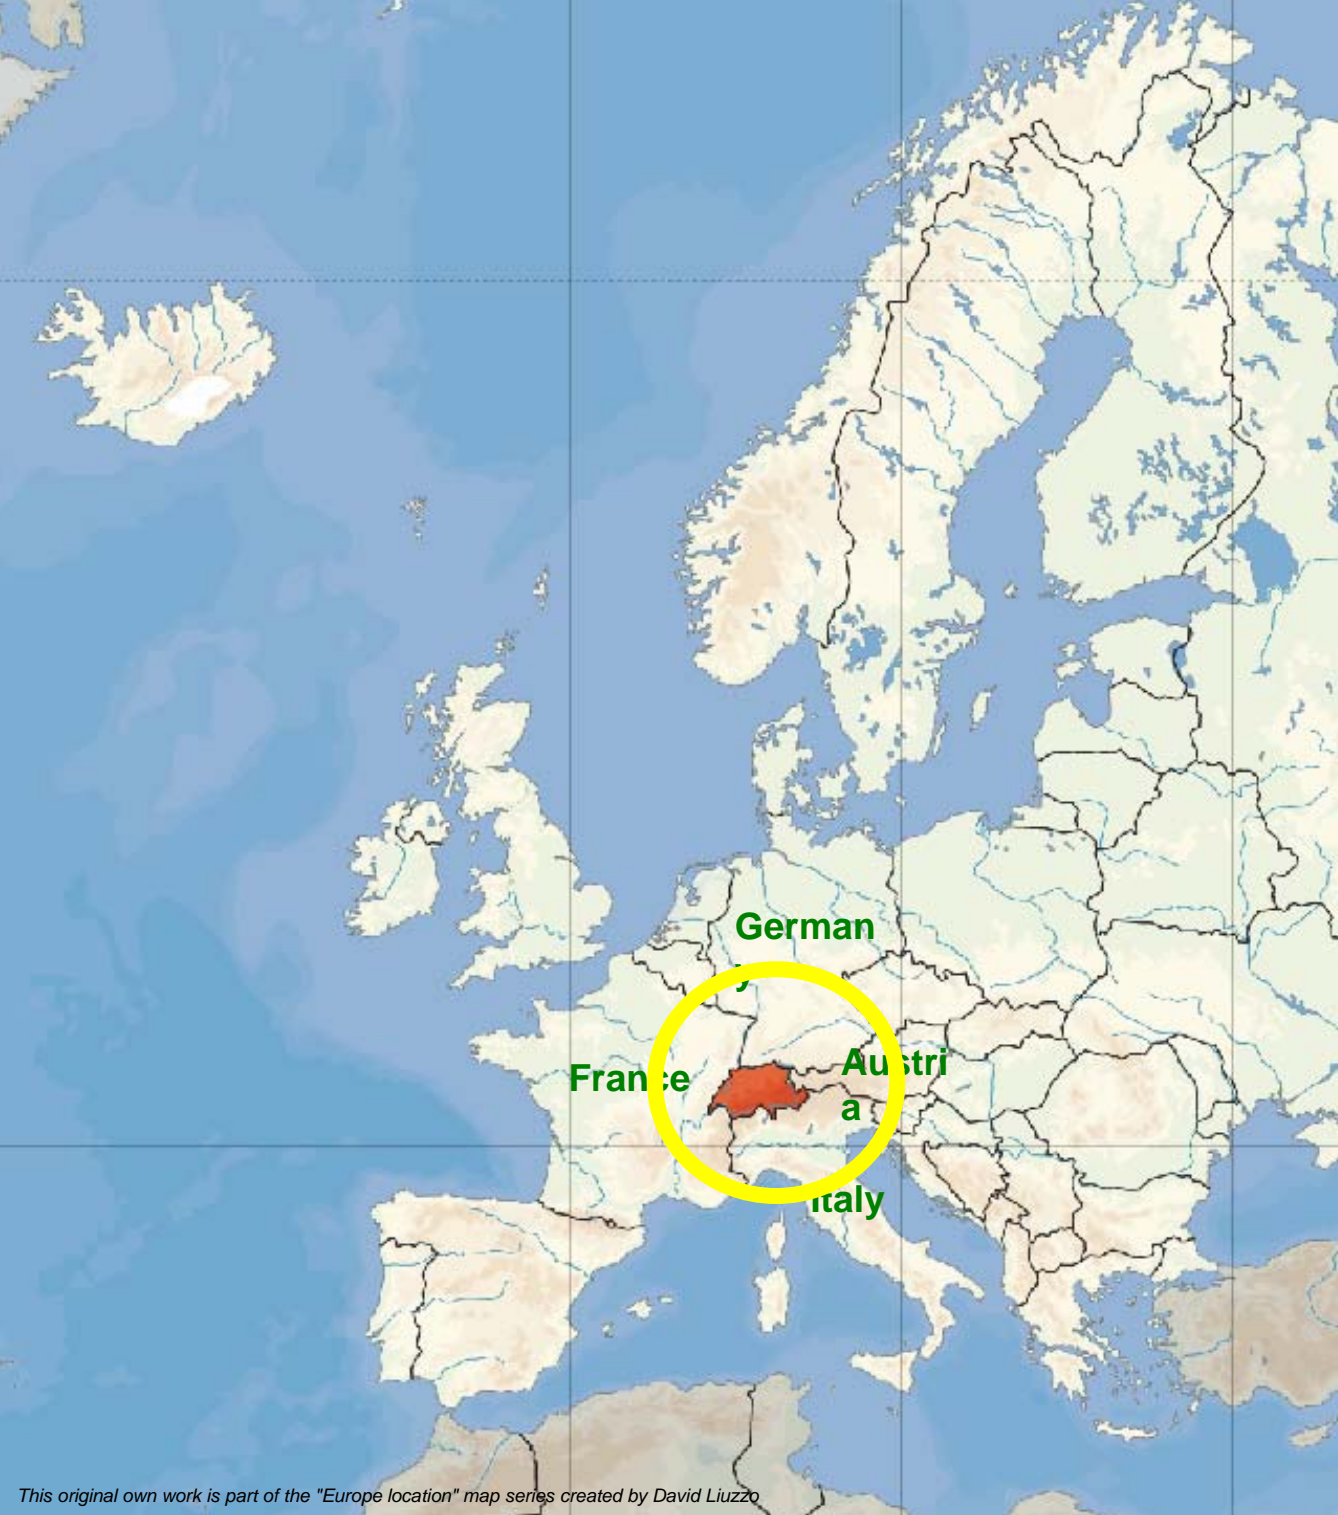 German
y
France
Austri
a
Italy
This original own work is part of the "Europe location" map series created by David Liuzzo